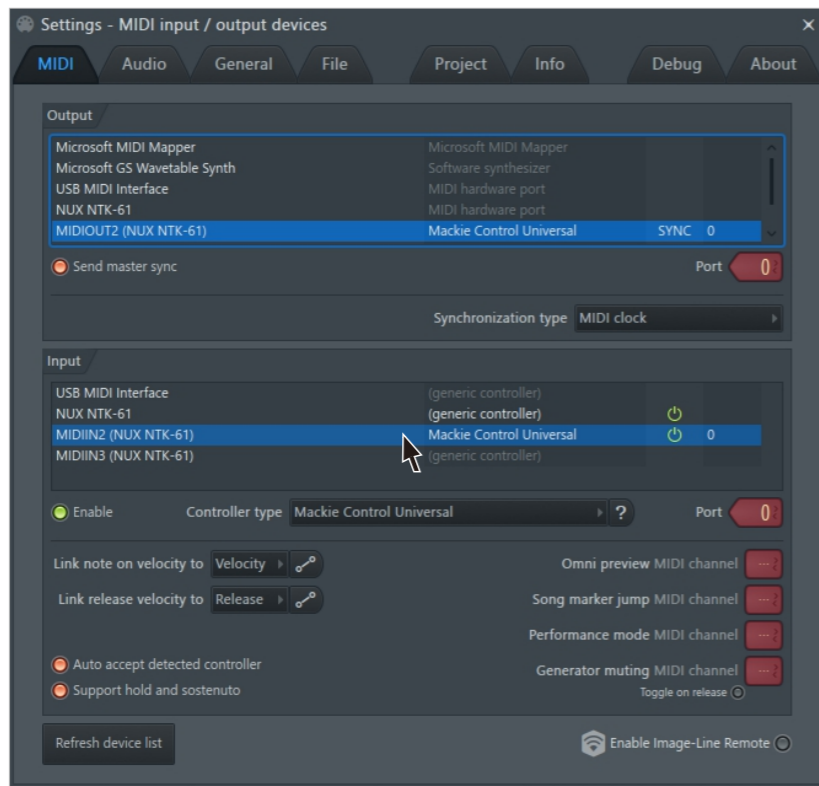 Settings - MIDI input / output devices
MIDI Audio General File Project Info Debug About
Output
Microsoft MIDI Mapper Microsoft MIDI Mapper
Microsoft GS Wavetable Synth Software synthesizer
USB MIDI Interface MIDI hardware port
NUX NTK-61 MIDI hardware port
MIDIOUT2 (NUX NTK-61) Mackie Control Universal SYNC 0
Send master sync Port 0
Synchronization type MIDI clock
Input
USB MIDI Interface (generic controller)
NUX NTK-61 (generic controller)
MIDIIN2 (NUX NTK-61) Mackie Control Universal 0
MIDIIN3 (NUX NTK-61) (generic controller)
Enable Controller type Mackie Control Universal ? Port 0
Link note on velocity to Velocity Omni preview MIDI channel ---
Link release velocity to Release Song marker jump MIDI channel ---
Performance mode MIDI channel ---
Auto accept detected controller Generator muting MIDI channel ---
Support hold and sostenuto Toggle on release
Refresh device list Enable Image-Line Remote